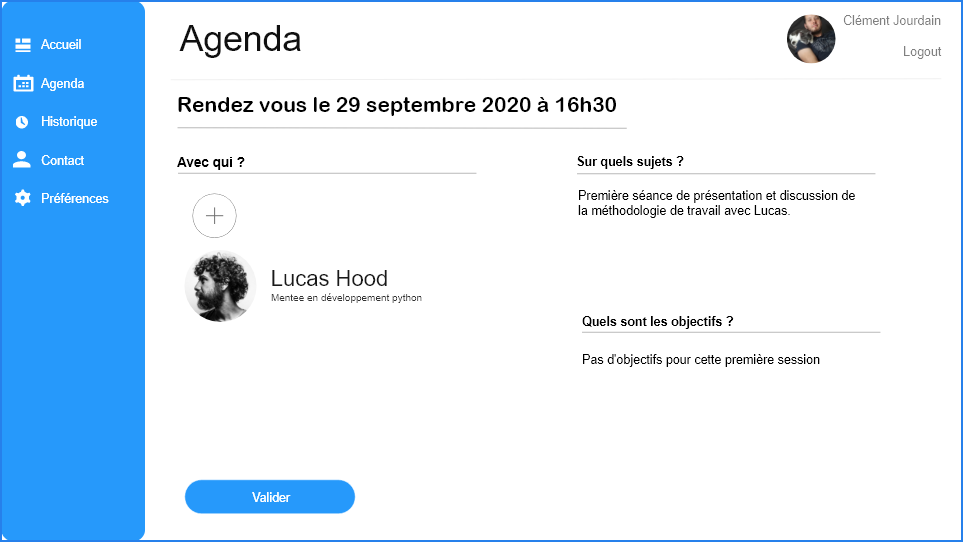 Accueil
Agenda
Historique
Contact
Préférences
Agenda
Clément Jourdain
Logout
Rendez vous le 29 septembre 2020 à 16h30
Avec qui ?
Lucas Hood
Mentee en développement python
Sur quels sujets ?
Première séance de présentation et discussion de
la méthodologie de travail avec Lucas.
Quels sont les objectifs ?
Pas d'objectifs pour cette première session
Valider